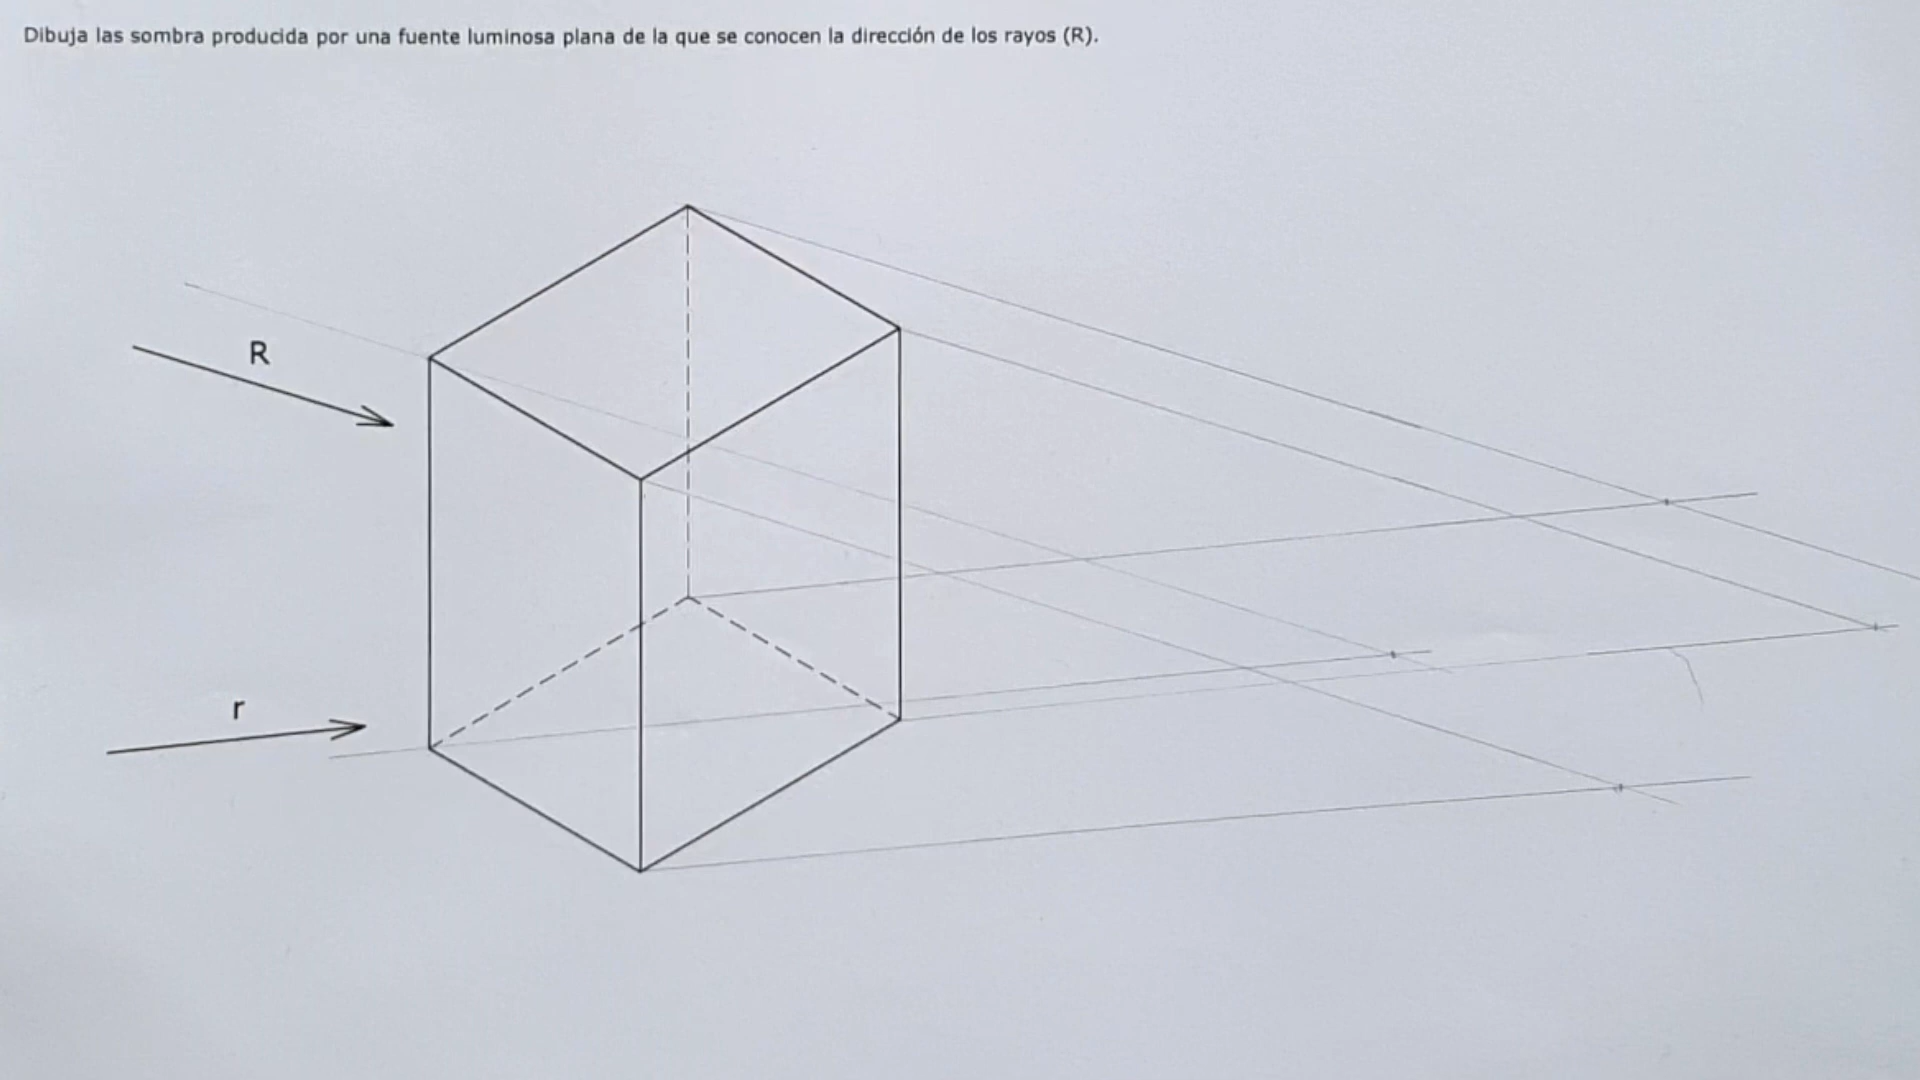 Dibuja las sombra producida por una fuente luminosa plana de la que se conocen la dirección de los rayos (R).
R
r